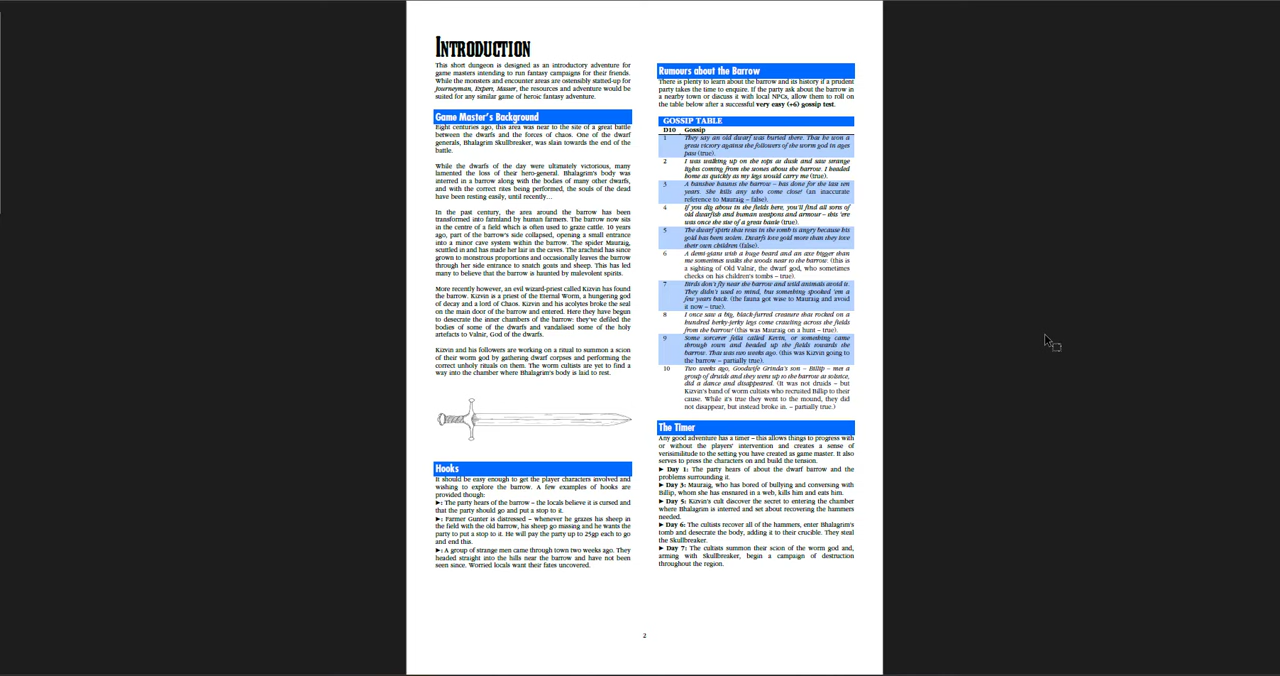 INTRODUCTION
This short dungeon is designed as an introductory adventure for
game masters intending to run fantasy campaigns for their friends.
While the monsters and encounter areas are ostensibly statted-up for
Journeyman, Expert, Master, the resources and adventure would be
suited for any similar game of heroic fantasy adventure.
Game Master's Background
Eight centuries ago, this area was near to the site of a great battle
between the dwarfs and the forces of chaos. One of the dwarf
generals, Bhalagrim Skullbreaker, was slain towards the end of the
battle.
While the dwarfs of the day were ultimately victorious, many
lamented the loss of their hero-general. Bhalagrim's body was
interred in a barrow along with the bodies of many other dwarfs,
and with the correct rites being performed, the souls of the dead
have been resting easily, until recently…
In the past century, the area around the barrow has been
transformed into farmland by human farmers. The barrow now sits
in the centre of a field which is often used to graze cattle. 10 years
ago, part of the barrow's side collapsed, opening a small entrance
into a minor cave system within the barrow. The spider Mauraig,
scuttled in and has made her lair in the caves. The arachnid has since
grown to monstrous proportions and occasionally leaves the barrow
through her side entrance to snatch goats and sheep. This has led
many to believe that the barrow is haunted by malevolent spirits.
More recently however, an evil wizard-priest called Kizvin has found
the barrow. Kizvin is a priest of the Eternal Worm, a hungering god
of decay and a lord of Chaos. Kizvin and his acolytes broke the seal
on the main door of the barrow and entered. Here they have begun
to desecrate the inner chambers of the barrow: they've defiled the
bodies of some of the dwarfs and vandalised some of the holy
artefacts to Valnir, God of the dwarfs.
Kizvin and his followers are working on a ritual to summon a scion
of their worm god by gathering dwarf corpses and performing the
correct unholy rituals on them. The worm cultists are yet to find a
way into the chamber where Bhalagrim's body is laid to rest.
Hooks
It should be easy enough to get the player characters involved and
wishing to explore the barrow. A few examples of hooks are
provided though:
►: The party hears of the barrow – the locals believe it is cursed and
that the party should go and put a stop to it.
►: Farmer Gunter is distressed – whenever he grazes his sheep in
the field with the old barrow, his sheep go missing and he wants the
party to put a stop to it. He will pay the party up to 25gp each to go
and end this.
►: A group of strange men came through town two weeks ago. They
headed straight into the hills near the barrow and have not been
seen since. Worried locals want their fates uncovered.
Rumours about the Barrow
There is plenty to learn about the barrow and its history if a prudent
party takes the time to enquire. If the party ask about the barrow in
a nearby town or discuss it with local NPCs, allow them to roll on
the table below after a successful very easy (+6) gossip test.
GOSSIP TABLE
D10 Gossip
1 They say an old dwarf was buried there. That he won a
great victory against the followers of the worm god in ages
past (true).
2 I was walking up on the tops at dusk and saw strange
lights coming from the stones about the barrow. I headed
home as quickly as my legs would carry me (true).
3 A banshee haunts the barrow – has done for the last ten
years. She kills any who come close! (an inaccurate
reference to Mauraig – false).
4 If you dig about in the fields here, you'll find all sorts of
old dwarfish and human weapons and armour – this 'ere
was once the site of a great battle (true).
5 The dwarf spirit that rests in the tomb is angry because his
gold has been stolen. Dwarfs love gold more than they love
their own children (false).
6 A demi-giant with a huge beard and an axe bigger than
me sometimes stalks the woods near to the barrow. (this is
a sighting of Old Valnir, the dwarf god, who sometimes
checks on his children's tombs – true).
7 Birds don't fly near the barrow and wild animals avoid it.
They didn't used to mind, but something spooked 'em a
few years back. (the fauna got wise to Mauraig and avoid
it now – true).
8 I once saw a big, black-furred creature that rocked on a
hundred herky-jerky legs come crawling across the fields
from the barrow! (this was Mauraig on a hunt – true).
9 Some sorcerer fella called Kevin, or something came
through town and headed up the fields towards the
barrow. That was two weeks ago. (this was Kizvin going to
the barrow – partially true).
10 Two weeks ago, Goodwife Grinda's son – Billip – met a
group of druids and they went up to the barrow at solstice,
did a dance and disappeared. (It was not druids – but
Kizvin's band of worm cultists who recruited Billip to their
cause. While it's true they went to the mound, they did
not disappear, but instead broke in. – partially true.)
The Timer
Any good adventure has a timer – this allows things to progress with
or without the players' intervention and creates a sense of
verisimilitude to the setting you have created as game master. It also
serves to press the characters on and build the tension.
► Day 1: The party hears of about the dwarf barrow and the
problems surrounding it.
► Day 3: Mauraig, who has bored of bullying and conversing with
Billip, whom she has ensnared in a web, kills him and eats him.
► Day 5: Kizvin's cult discover the secret to entering the chamber
where Bhalagrim is interred and set about recovering the hammers
needed.
► Day 6: The cultists recover all of the hammers, enter Bhalagrim's
tomb and desecrate the body, adding it to their crucible. They steal
the Skullbreaker.
► Day 7: The cultists summon their scion of the worm god and,
arming with Skullbreaker, begin a campaign of destruction
throughout the region.
2